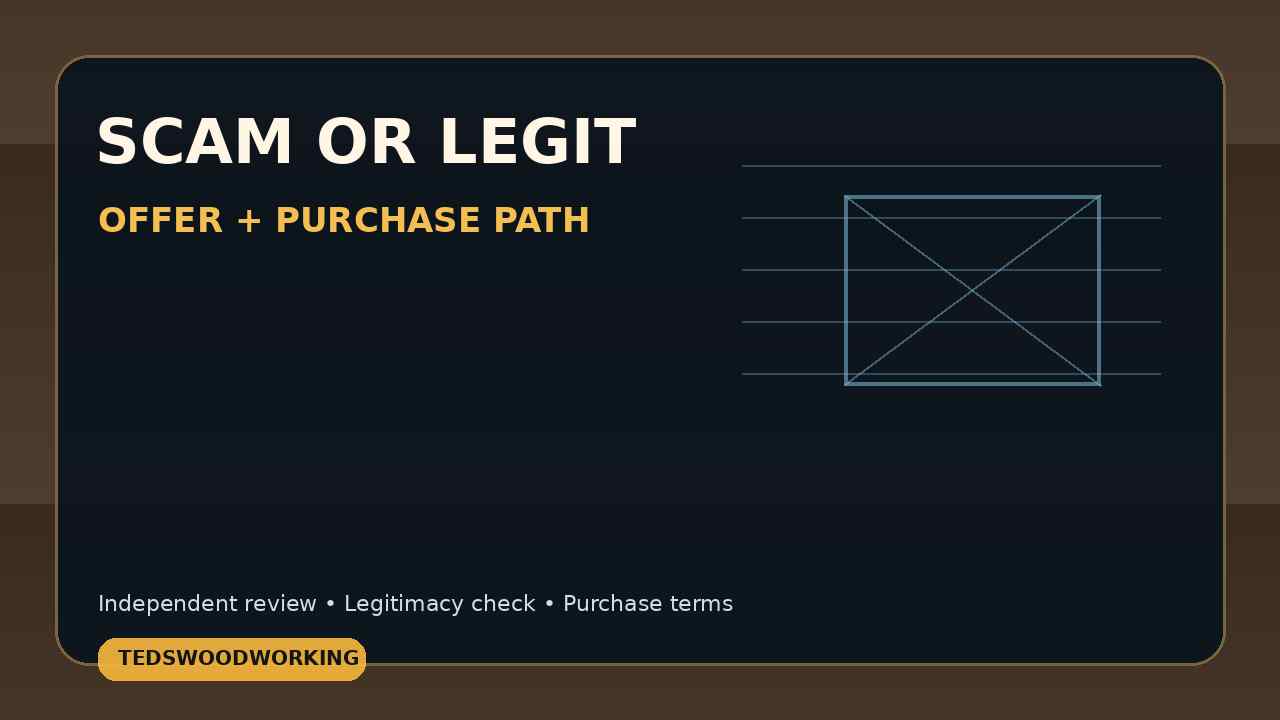 SCAM OR LEGIT
OFFER + PURCHASE PATH
Independent review • Legitimacy check • Purchase terms
TEDSWOODWORKING